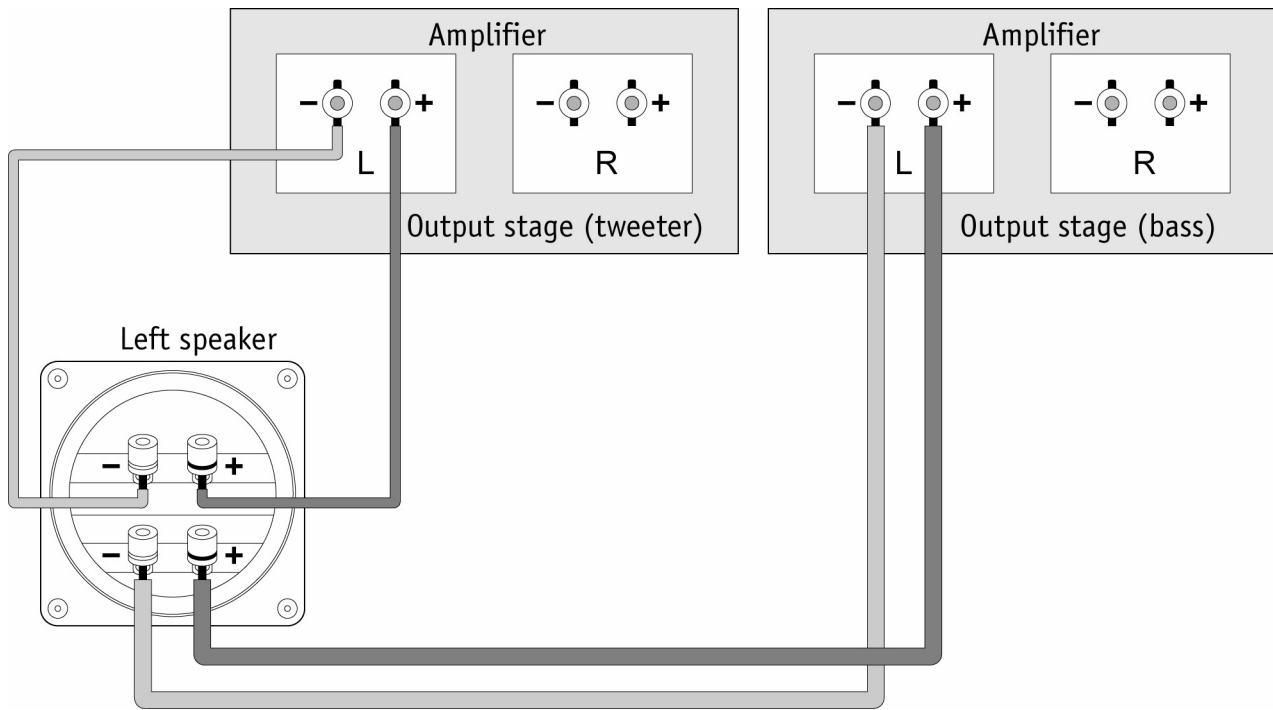 Amplifier
- +
L
- +
R
Output stage (tweeter)
Amplifier
- +
L
- +
R
Output stage (bass)
Left speaker
- +
- +